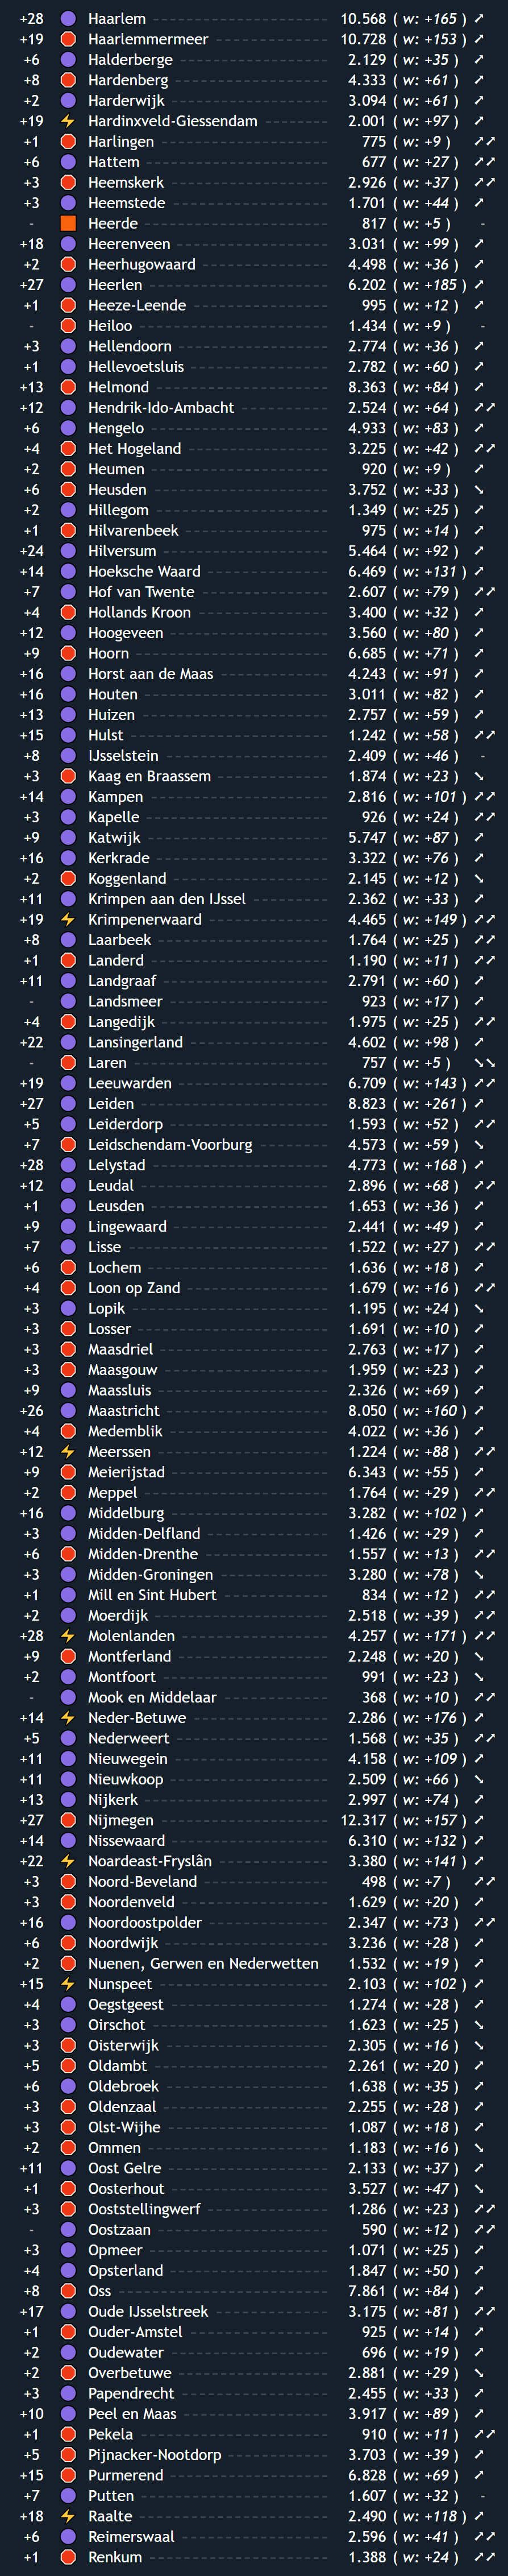 +28 Haarlem 10.568 ( w: +165 ) ➚
+19 Haarlemmermeer 10.728 ( w: +153 ) ➚
+6 Halderberge 2.129 ( w: +35 ) ➚
+8 Hardenberg 4.333 ( w: +61 ) ➚
+2 Harderwijk 3.094 ( w: +61 ) ➚
+19 Hardinxveld-Giessendam 2.001 ( w: +97 ) ➚
+1 Harlingen 775 ( w: +9 ) ➚➚
+6 Hattem 677 ( w: +27 ) ➚➚
+3 Heemskerk 2.926 ( w: +37 ) ➚➚
+3 Heemstede 1.701 ( w: +44 ) ➚
- Heerde 817 ( w: +5 ) -
+18 Heerenveen 3.031 ( w: +99 ) ➚
+2 Heerhugowaard 4.498 ( w: +36 ) ➚
+27 Heerlen 6.202 ( w: +185 ) ➚
+1 Heeze-Leende 995 ( w: +12 ) ➚
- Heiloo 1.434 ( w: +9 ) -
+3 Hellendoorn 2.774 ( w: +36 ) ➚
+1 Hellevoetsluis 2.782 ( w: +60 ) ➚
+13 Helmond 8.363 ( w: +84 ) ➚
+12 Hendrik-Ido-Ambacht 2.524 ( w: +64 ) ➚➚
+6 Hengelo 4.933 ( w: +83 ) ➚
+4 Het Hogeland 3.225 ( w: +42 ) ➚➚
+2 Heumen 920 ( w: +9 ) ➚
+6 Heusden 3.752 ( w: +33 ) ➘
+2 Hillegom 1.349 ( w: +25 ) ➚
+1 Hilvarenbeek 975 ( w: +14 ) ➚
+24 Hilversum 5.464 ( w: +92 ) ➚
+14 Hoeksche Waard 6.469 ( w: +131 ) ➚
+7 Hof van Twente 2.607 ( w: +79 ) ➚➚
+4 Hollands Kroon 3.400 ( w: +32 ) ➚
+12 Hoogeveen 3.560 ( w: +80 ) ➚
+9 Hoorn 6.685 ( w: +71 ) ➚
+16 Horst aan de Maas 4.243 ( w: +91 ) ➚
+16 Houten 3.011 ( w: +82 ) ➚
+13 Huizen 2.757 ( w: +59 ) ➚
+15 Hulst 1.242 ( w: +58 ) ➚➚
+8 IJsselstein 2.409 ( w: +46 ) -
+3 Kaag en Braassem 1.874 ( w: +23 ) ➘
+14 Kampen 2.816 ( w: +101 ) ➚➚
+3 Kapelle 926 ( w: +24 ) ➚➚
+9 Katwijk 5.747 ( w: +87 ) ➚
+16 Kerkrade 3.322 ( w: +76 ) ➚
+2 Koggenland 2.145 ( w: +12 ) ➘
+11 Krimpen aan den IJssel 2.362 ( w: +33 ) ➚
+19 Krimpenerwaard 4.465 ( w: +149 ) ➚➚
+8 Laarbeek 1.764 ( w: +25 ) ➚➚
+1 Landerd 1.190 ( w: +11 ) ➚➚
+11 Landgraaf 2.791 ( w: +60 ) ➚
- Landsmeer 923 ( w: +17 ) ➚
+4 Langedijk 1.975 ( w: +25 ) ➚➚
+22 Lansingerland 4.602 ( w: +98 ) ➚
- Laren 757 ( w: +5 ) ➘➘
+19 Leeuwarden 6.709 ( w: +143 ) ➚➚
+27 Leiden 8.823 ( w: +261 ) ➚
+5 Leiderdorp 1.593 ( w: +52 ) ➚➚
+7 Leidschendam-Voorburg 4.573 ( w: +59 ) ➘
+28 Lelystad 4.773 ( w: +168 ) ➚
+12 Leudal 2.896 ( w: +68 ) ➚➚
+1 Leusden 1.653 ( w: +36 ) ➚
+9 Lingewaard 2.441 ( w: +49 ) ➚
+7 Lisse 1.522 ( w: +27 ) ➚➚
+6 Lochem 1.636 ( w: +18 ) ➚
+4 Loon op Zand 1.679 ( w: +16 ) ➚➚
+3 Lopik 1.195 ( w: +24 ) ➘
+3 Losser 1.691 ( w: +10 ) ➚
+3 Maasdriel 2.763 ( w: +17 ) ➚
+3 Maasgouw 1.959 ( w: +23 ) ➚
+9 Maassluis 2.326 ( w: +69 ) ➚
+26 Maastricht 8.050 ( w: +160 ) ➚
+4 Medemblik 4.022 ( w: +36 ) ➚
+12 Meerssen 1.224 ( w: +88 ) ➚➚
+9 Meierijstad 6.343 ( w: +55 ) ➚
+2 Meppel 1.764 ( w: +29 ) ➚➚
+16 Middelburg 3.282 ( w: +102 ) ➚
+3 Midden-Delfland 1.426 ( w: +29 ) ➚
+6 Midden-Drenthe 1.557 ( w: +13 ) ➚➚
+3 Midden-Groningen 3.280 ( w: +78 ) ➘
+1 Mill en Sint Hubert 834 ( w: +12 ) ➚➚
+2 Moerdijk 2.518 ( w: +39 ) ➚➚
+28 Molenlanden 4.257 ( w: +171 ) ➚➚
+9 Montferland 2.248 ( w: +20 ) ➘
+2 Montfoort 991 ( w: +23 ) ➘
- Mook en Middelaar 368 ( w: +10 ) ➚➚
+14 Neder-Betuwe 2.286 ( w: +176 ) ➚
+5 Nederweert 1.568 ( w: +35 ) ➚➚
+11 Nieuwegein 4.158 ( w: +109 ) ➚
+11 Nieuwkoop 2.509 ( w: +66 ) ➘
+13 Nijkerk 2.997 ( w: +74 ) ➚
+27 Nijmegen 12.317 ( w: +157 ) ➚
+14 Nissewaard 6.310 ( w: +132 ) ➚
+22 Noardeast-Fryslân 3.380 ( w: +141 ) ➚
+3 Noord-Beveland 498 ( w: +7 ) ➚➚
+3 Noordenveld 1.629 ( w: +20 ) ➚
+16 Noordoostpolder 2.347 ( w: +73 ) ➚➚
+6 Noordwijk 3.236 ( w: +28 ) ➚
+2 Nuenen, Gerwen en Nederwetten 1.532 ( w: +19 ) ➚
+15 Nunspeet 2.103 ( w: +102 ) ➚
+4 Oegstgeest 1.274 ( w: +28 ) ➚
+3 Oirschot 1.623 ( w: +25 ) ➘
+3 Oisterwijk 2.305 ( w: +16 ) ➘
+5 Oldambt 2.261 ( w: +20 ) ➚
+6 Oldebroek 1.638 ( w: +35 ) ➚
+3 Oldenzaal 2.255 ( w: +28 ) ➚
+3 Olst-Wijhe 1.087 ( w: +18 ) ➚
+2 Ommen 1.183 ( w: +16 ) ➘
+11 Oost Gelre 2.133 ( w: +37 ) ➚
+1 Oosterhout 3.527 ( w: +47 ) ➘
+3 Ooststellingwerf 1.286 ( w: +23 ) ➚➚
- Oostzaan 590 ( w: +12 ) ➚➚
+3 Opmeer 1.071 ( w: +25 ) ➚
+4 Opsterland 1.847 ( w: +50 ) ➚
+8 Oss 7.861 ( w: +84 ) ➚
+17 Oude IJsselstreek 3.175 ( w: +81 ) ➚➚
+1 Ouder-Amstel 925 ( w: +14 ) ➚
+2 Oudewater 696 ( w: +19 ) ➚
+2 Overbetuwe 2.881 ( w: +29 ) ➘
+3 Papendrecht 2.455 ( w: +33 ) ➚
+10 Peel en Maas 3.917 ( w: +89 ) ➚
+1 Pekela 910 ( w: +11 ) ➚➚
+5 Pijnacker-Nootdorp 3.703 ( w: +39 ) ➚
+15 Purmerend 6.828 ( w: +69 ) ➚
+7 Putten 1.607 ( w: +32 ) -
+18 Raalte 2.490 ( w: +118 ) ➚
+6 Reimerswaal 2.596 ( w: +41 ) ➚➚
+1 Renkum 1.388 ( w: +24 ) ➚➚